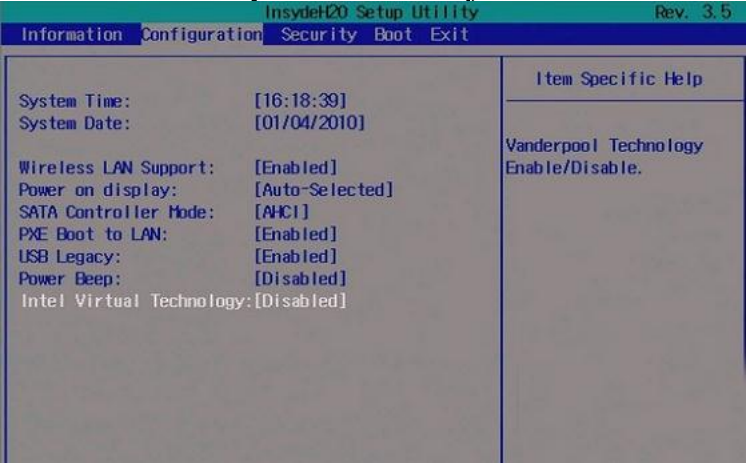 InsydeH2O Setup Utility Rev. 3.5
Information Configuration Security Boot Exit
Item Specific Help
System Time: [16:18:39]
System Date: [01/04/2010]
Vanderpool Technology
Enable/Disable.
Wireless LAN Support: [Enabled]
Power on display: [Auto-Selected]
SATA Controller Mode: [AHCI]
PXE Boot to LAN: [Enabled]
USB Legacy: [Enabled]
Power Beep: [Disabled]
Intel Virtual Technology:[Disabled]